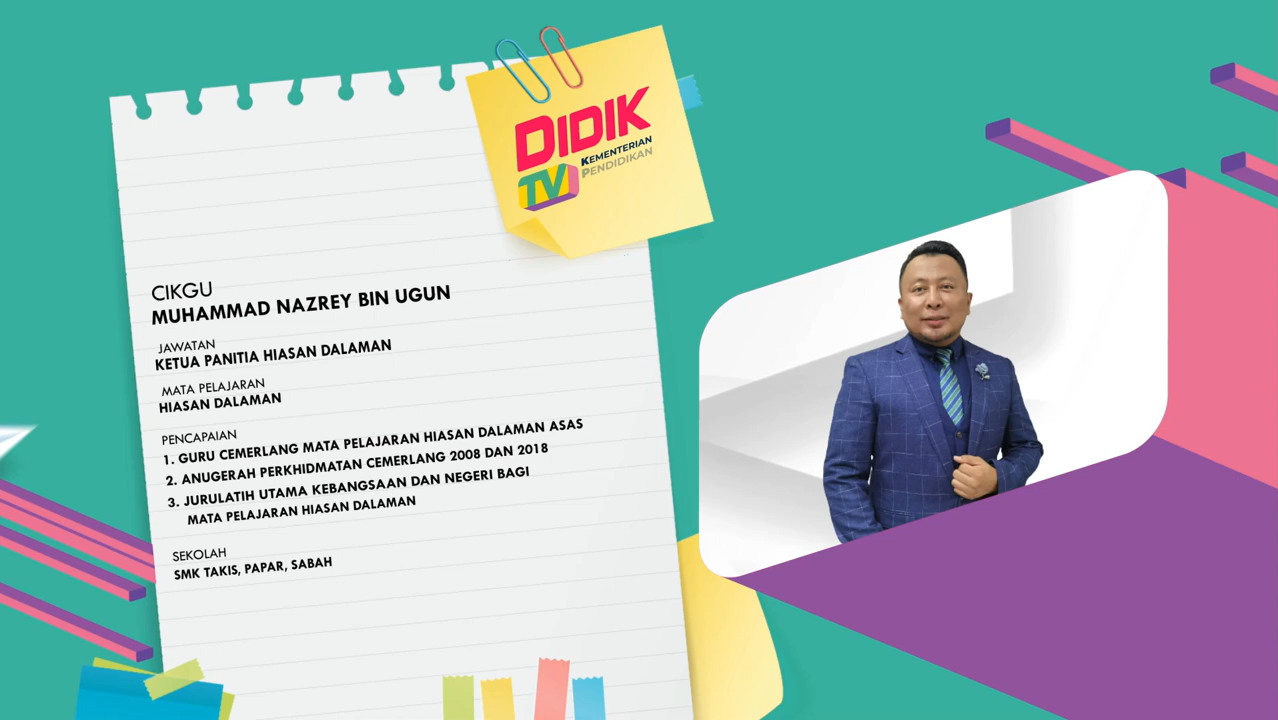 DIDIK
TV
KEMENTERIAN
PENDIDIKAN
CIKGU
MUHAMMAD NAZREY BIN UGUN
JAWATAN
KETUA PANITIA HIASAN DALAMAN
MATA PELAJARAN
HIASAN DALAMAN
PENCAPAIAN
1. GURU CEMERLANG MATA PELAJARAN HIASAN DALAMAN ASAS
2. ANUGERAH PERKHIDMATAN CEMERLANG 2008 DAN 2018
3. JURULATIH UTAMA KEBANGSAAN DAN NEGERI BAGI
MATA PELAJARAN HIASAN DALAMAN
SEKOLAH
SMK TAKIS, PAPAR, SABAH